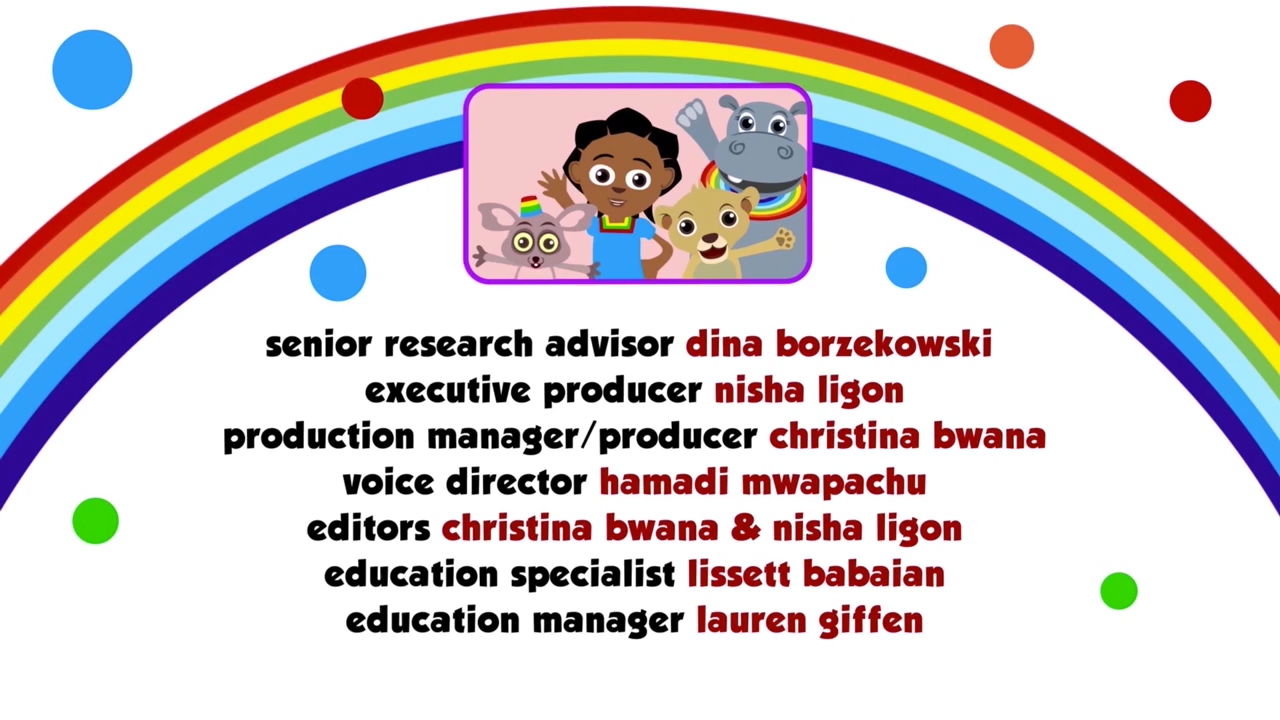 senior research advisor dina borzekowski
executive producer nisha ligon
production manager/producer christina bwana
voice director hamadi mwapachu
editors christina bwana & nisha ligon
education specialist lissett babaian
education manager lauren giffen